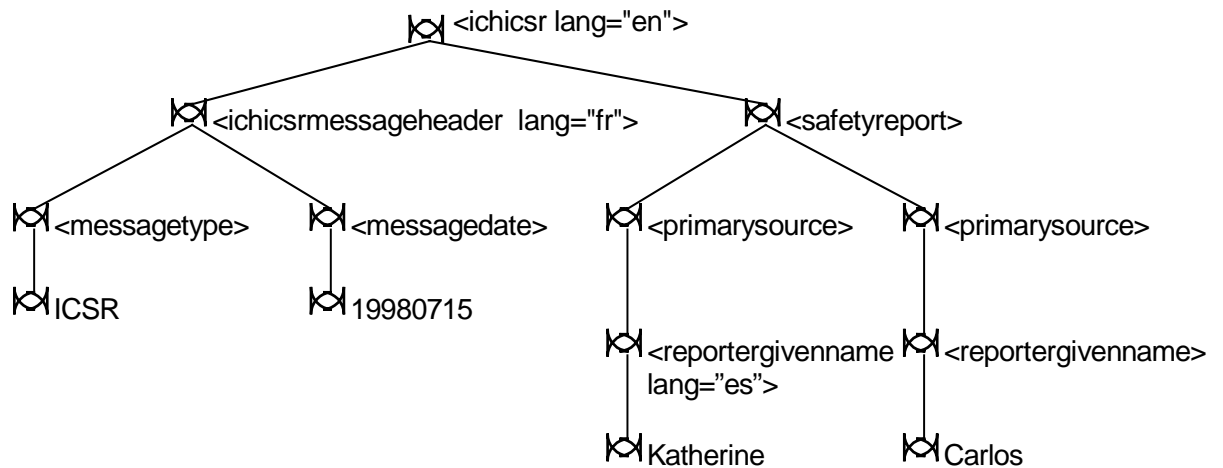 <ichicsr lang="en">
<ichicsrmessageheader lang="fr">
<safetyreport>
<messagetype>
<messagedate>
<primarysource>
<primarysource>
ICSR
19980715
<reportergivenname
lang=”es”>
<reportergivenname>
Katherine
Carlos